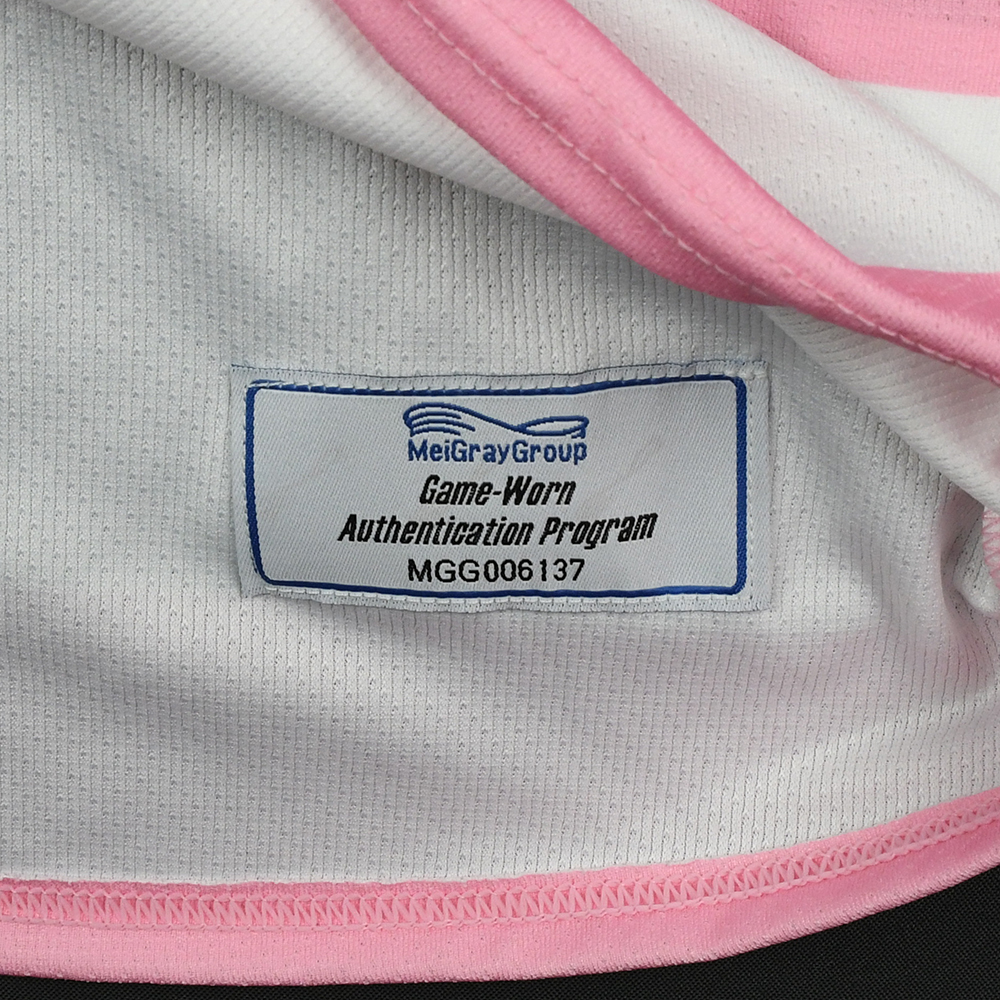 MeiGrayGroup
Game-Worn
Authentication Program
MGG006137